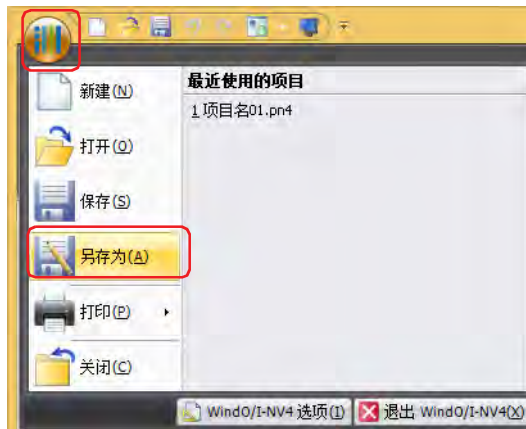 新建(N)
打开(O)
保存(S)
另存为(A)
打印(P)
关闭(C)
最近使用的项目
1 项目名01.pn4
WindO/I-NV4 选项(I)
退出 WindO/I-NV4(X)